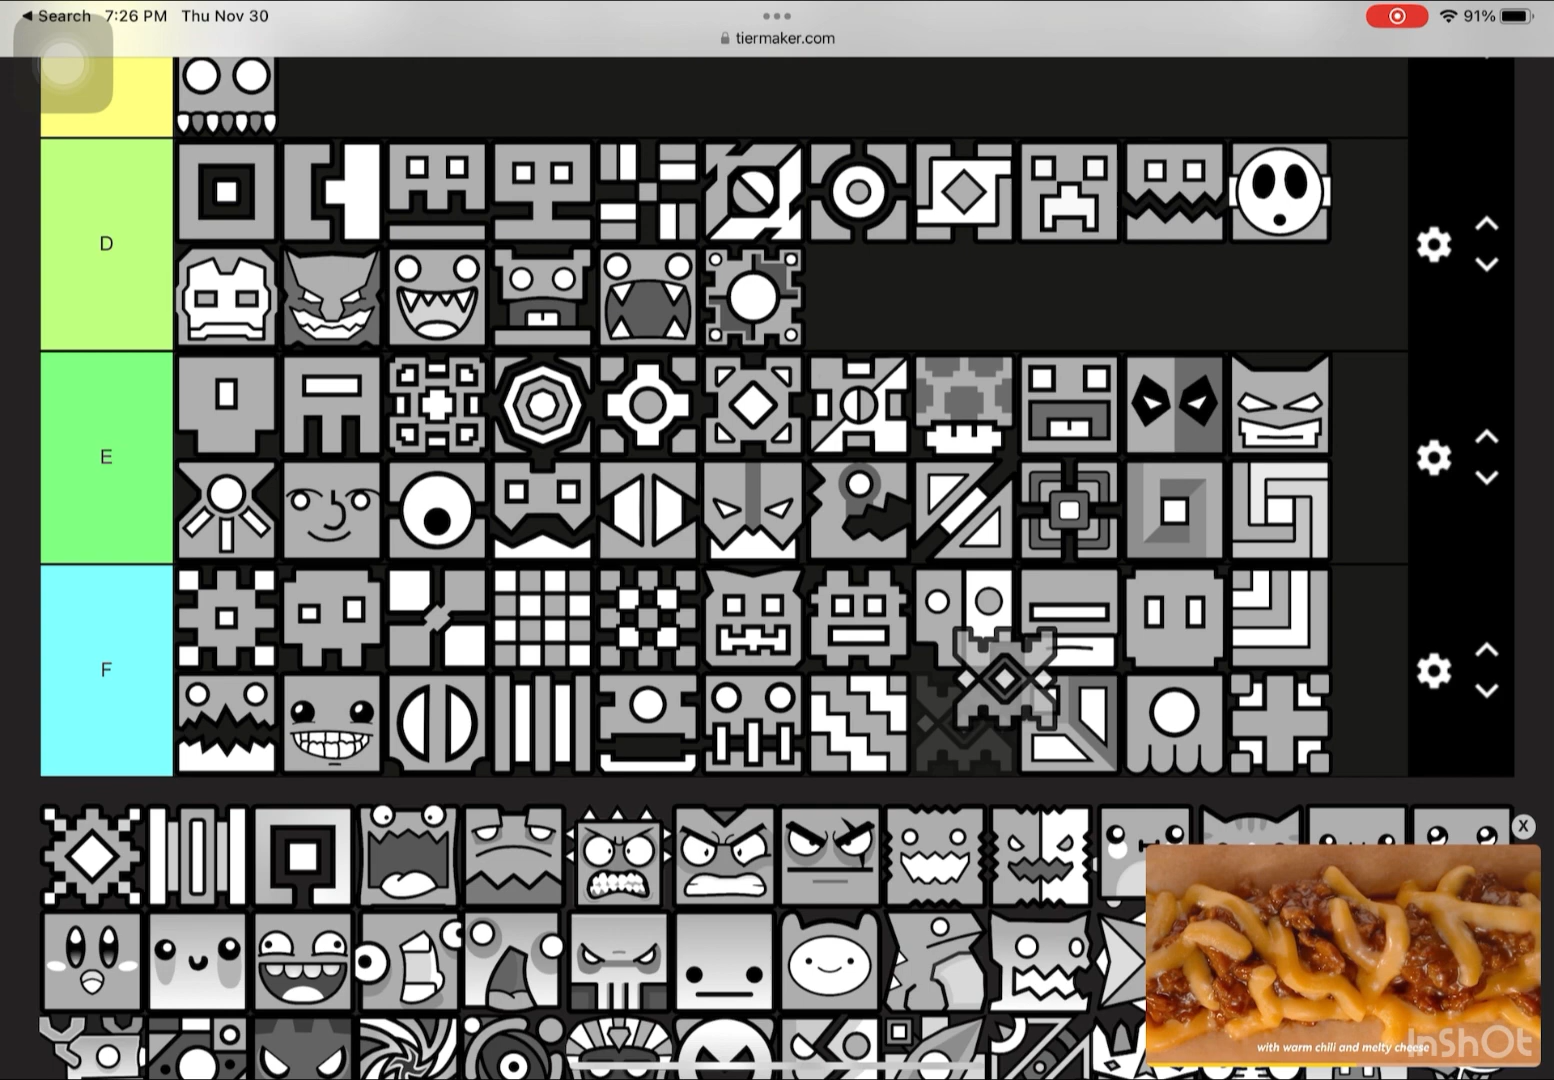 Search 7:26 PM Thu Nov 30
91%
tiermaker.com
D
E
F
X
with warm chili and melty cheese
InShOt